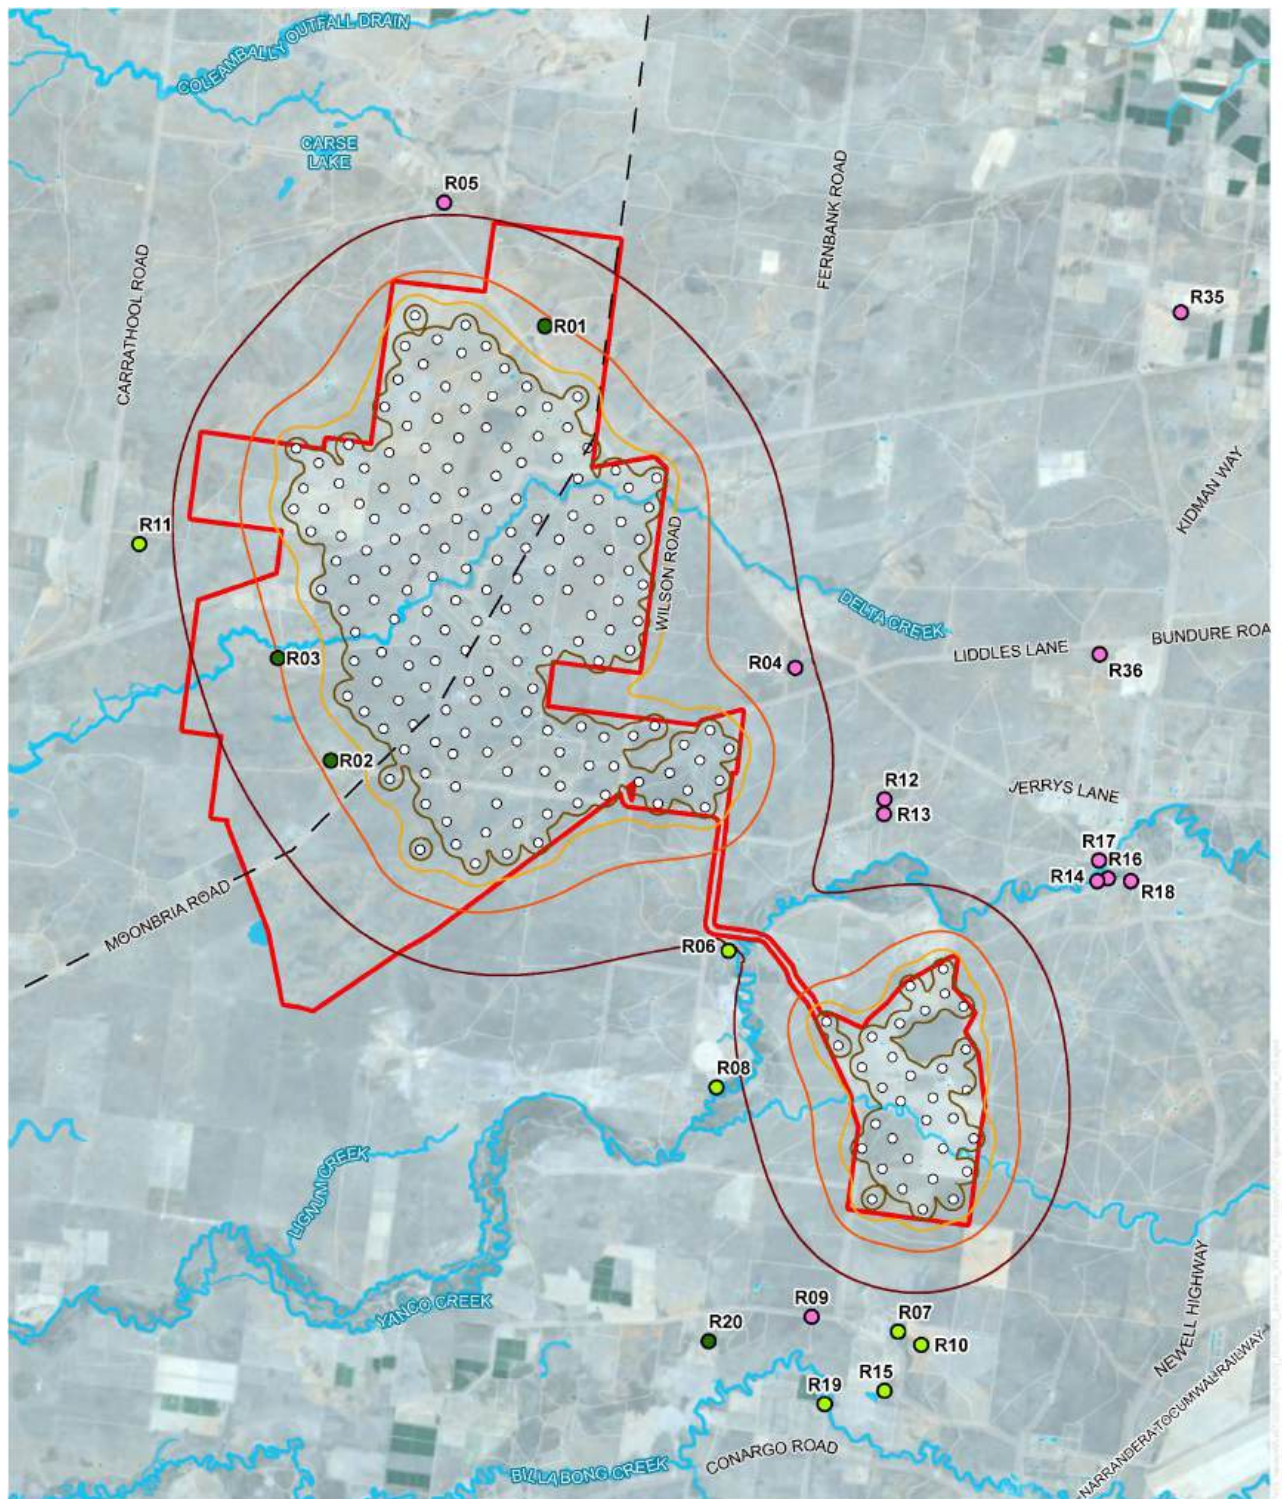 COLEAMBALLY OUTFALL DRAIN
CARSE
LAKE
R05
FERNBANK ROAD
CARRATHOOL ROAD
R35
R01
KIDMAN WAY
R11
WILSON ROAD
DELTA CREEK
BUNDURE ROA
LIDDLES LANE
R03
R04
R36
R02
R12
R13
JERRYS LANE
R17
R16
R14
R18
MOONBRIA ROAD
R06
R08
LIGNUM CREEK
YANCO CREEK
NEWELL HIGHWAY
R09
R20
R07
R10
R15
R19
NARRANDERA TO CUMWAL RAILWAY
CONARGO ROAD
BILLABONG CREEK